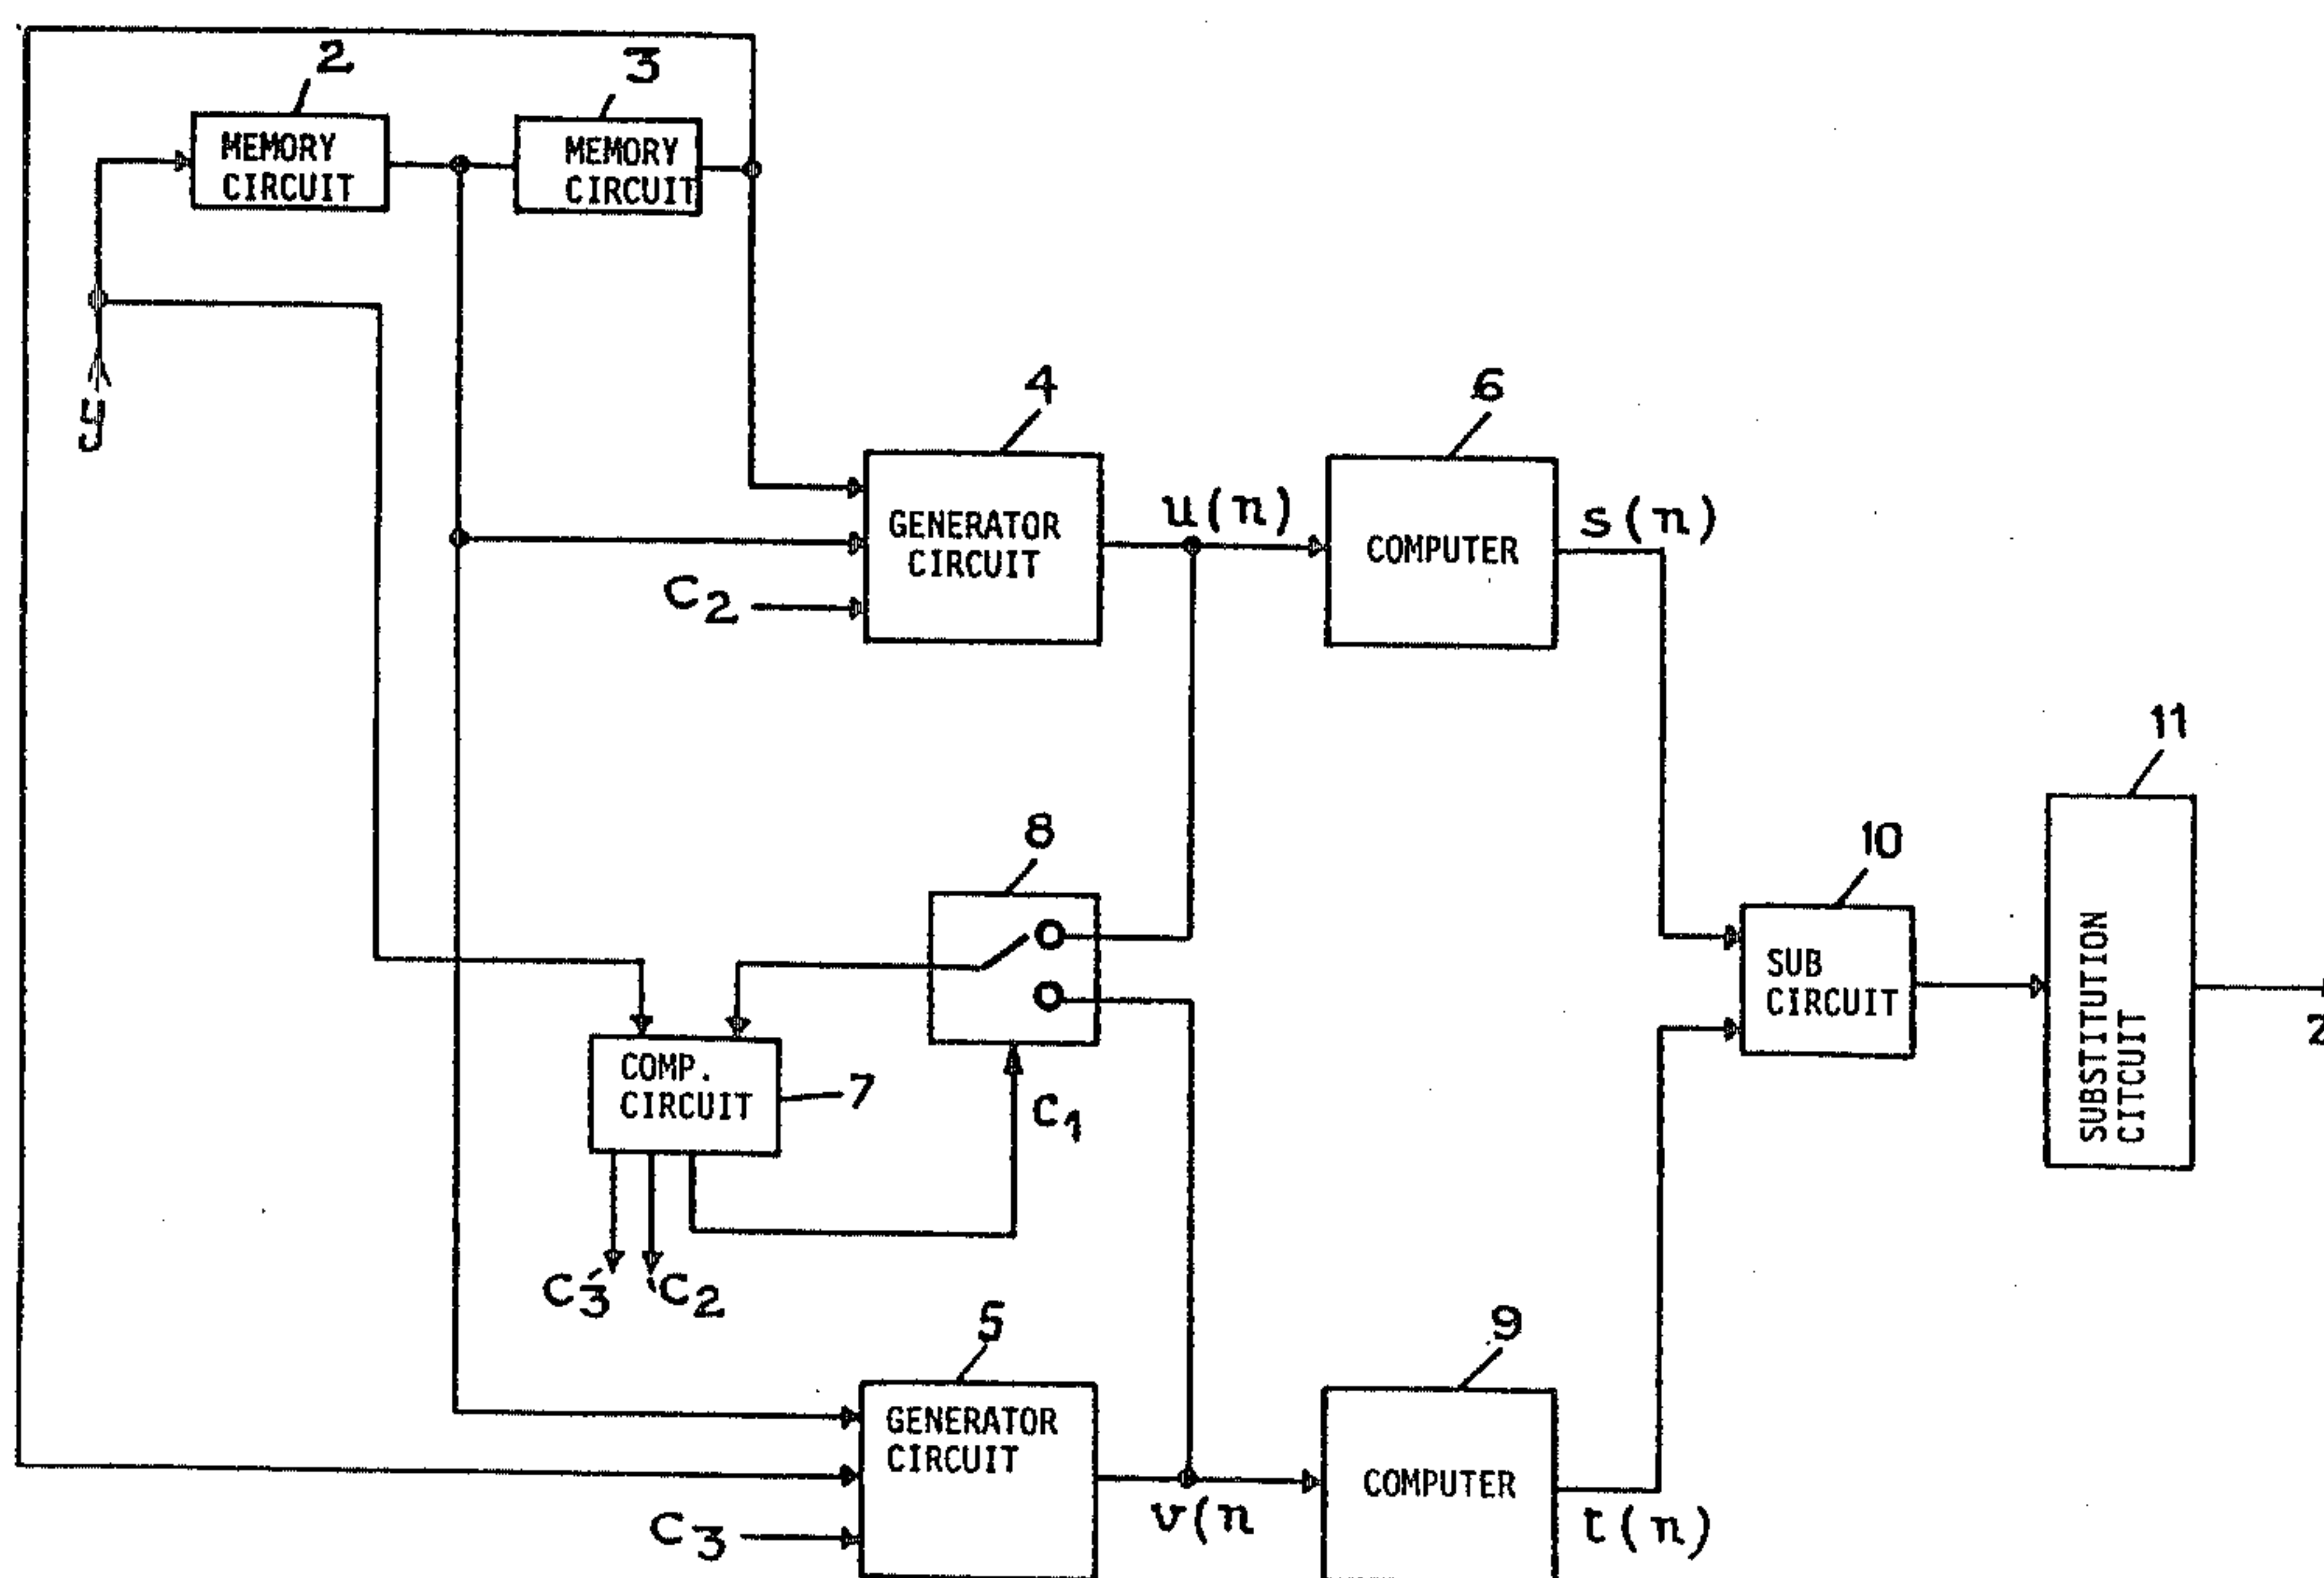 2
3
MEMORY
CIRCUIT
MEMORY
CIRCUIT
y
4
6
GENERATOR
CIRCUIT
u(n)
COMPUTER
s(n)
C2
11
8
10
SUB
CIRCUIT
SUBSTITUTION
CITCUIT
COMP.
CIRCUIT
7
C1
C3
C2
5
9
GENERATOR
CIRCUIT
COMPUTER
v(n
t(n)
C3